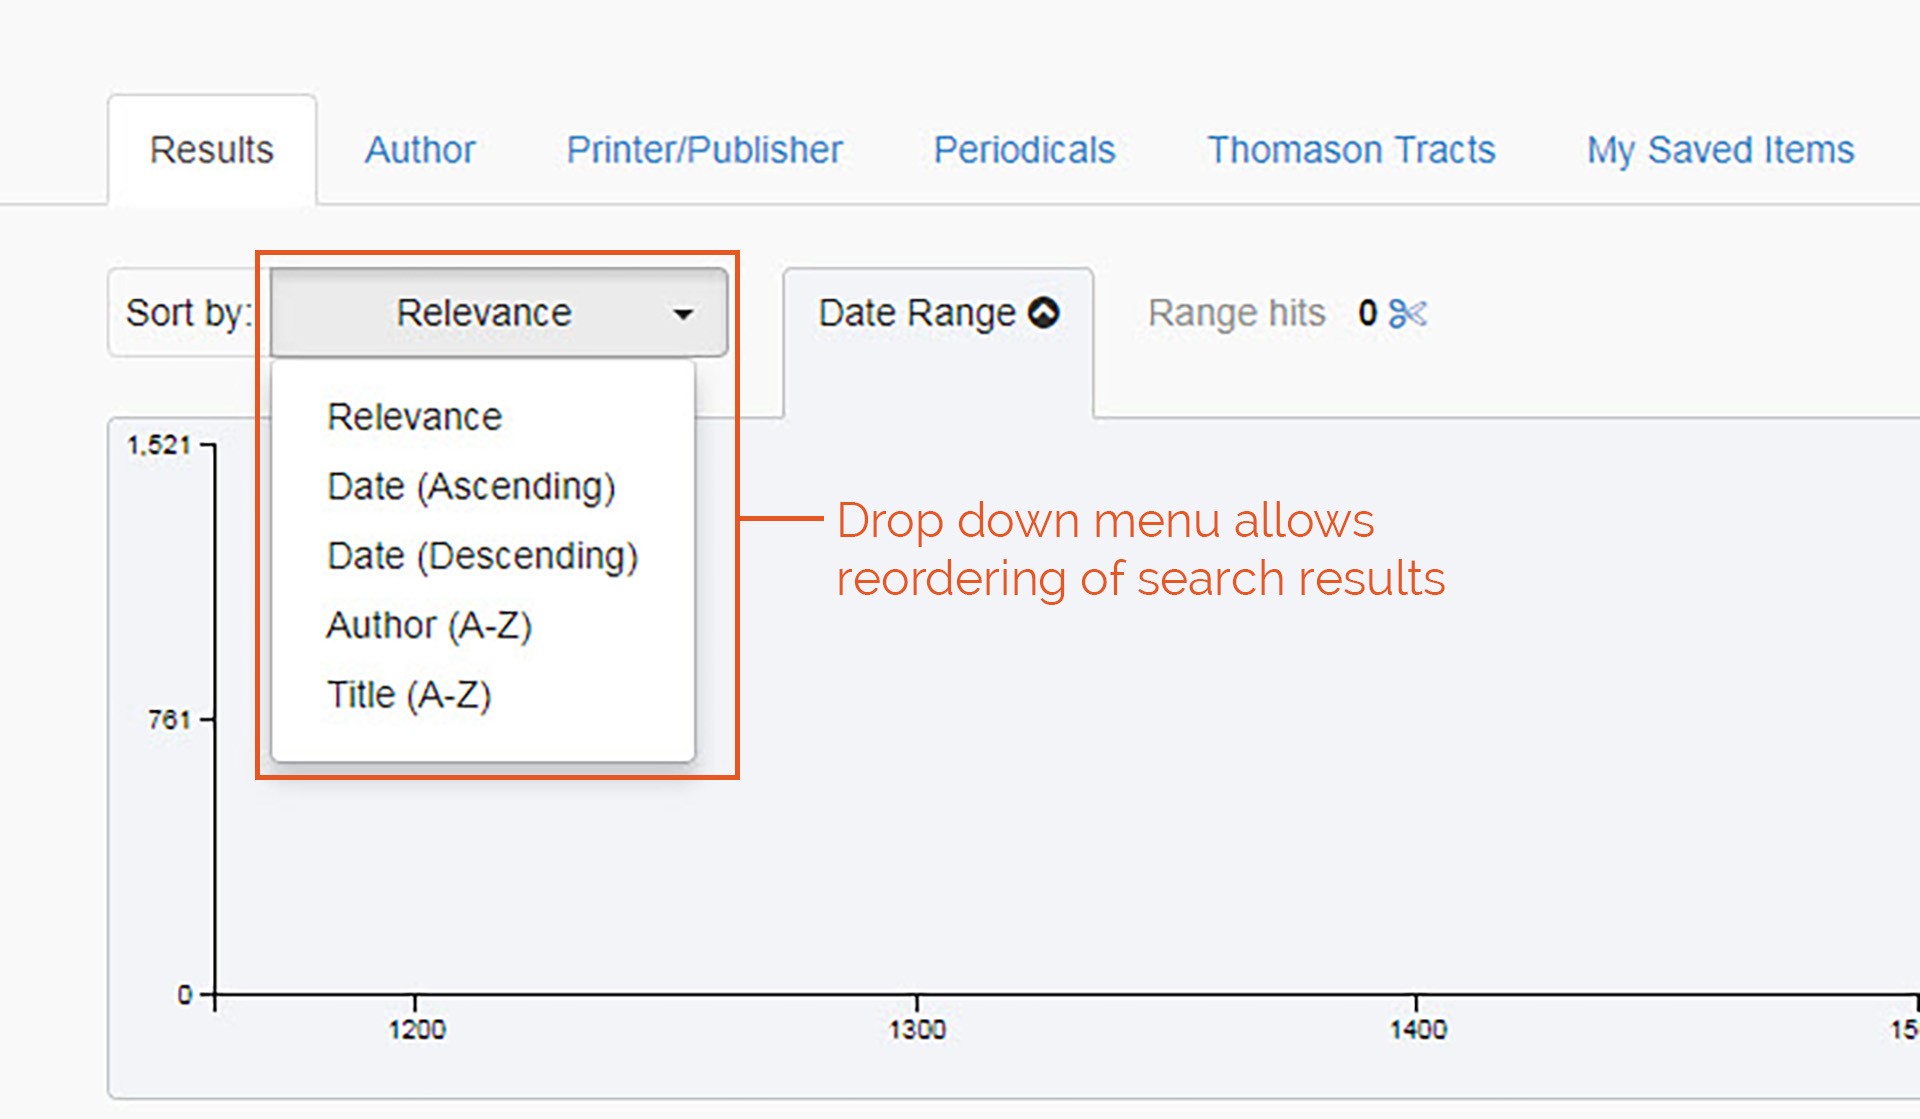 Results Author Printer/Publisher Periodicals Thomason Tracts My Saved Items
Sort by: Relevance Date Range Range hits 0
Relevance
Date (Ascending)
Date (Descending)
Author (A-Z)
Title (A-Z)
Drop down menu allows
reordering of search results
1,521
761
0
1200 1300 1400 15